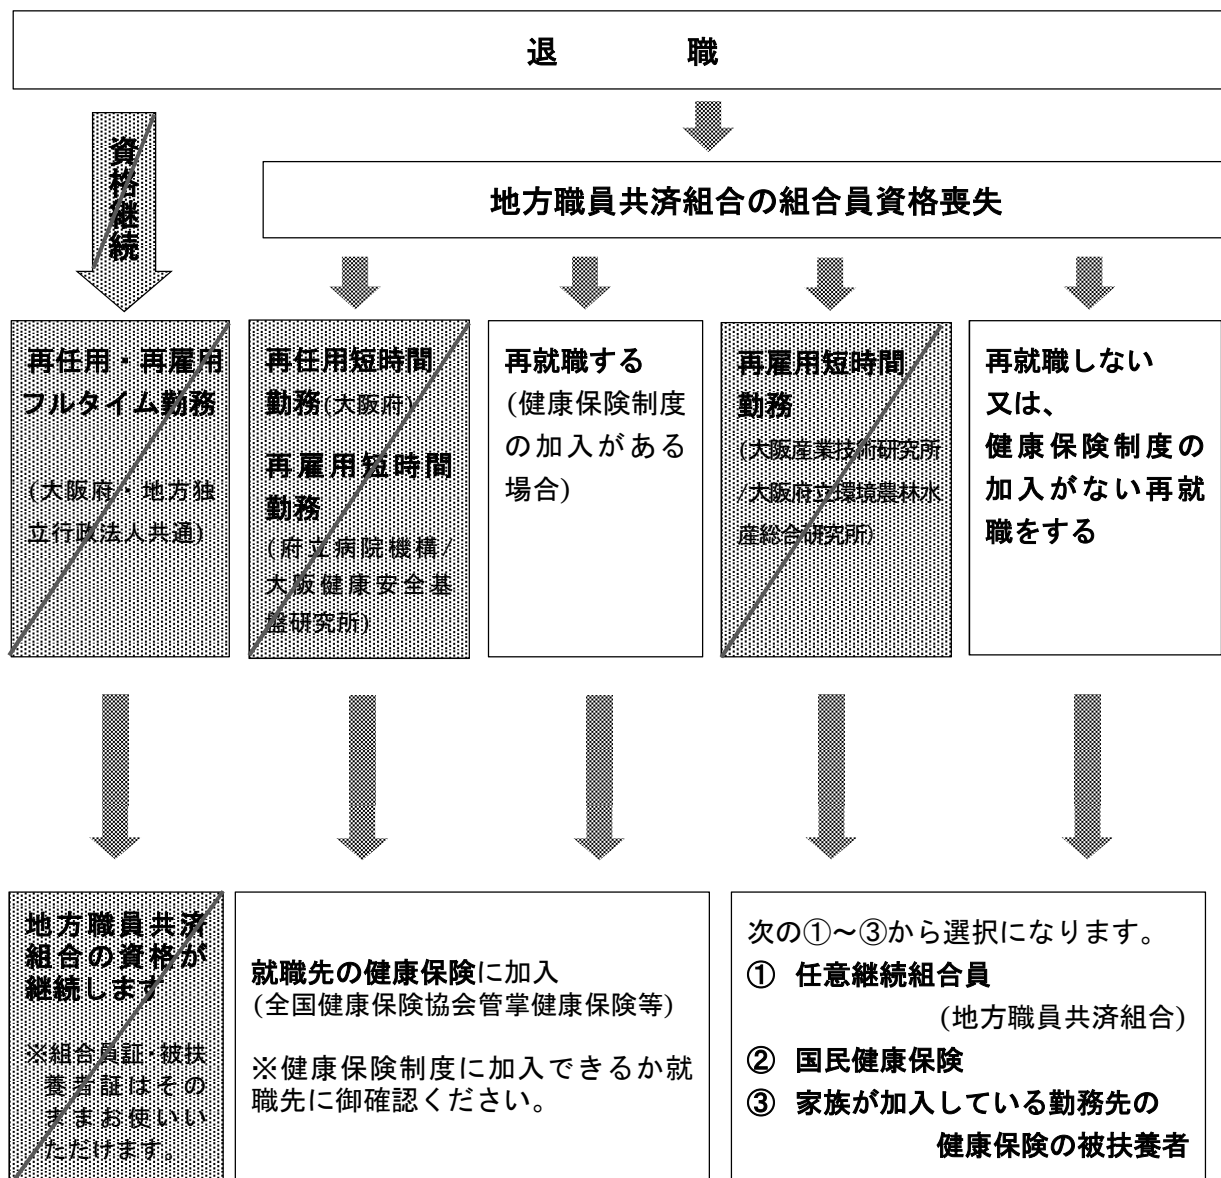 退　職
資格継続
地方職員共済組合の組合員資格喪失
再任用・再雇用
フルタイム勤務
(大阪府・地方独
立行政法人共通)
再任用短時間
勤務(大阪府)
再雇用短時間
勤務
(府立病院機構/
大阪健康安全基
盤研究所)
再就職する
(健康保険制度
の加入がある
場合)
再雇用短時間
勤務
(大阪産業技術研究所
/大阪府立環境農林水
産総合研究所)
再就職しない
又は、
健康保険制度の
加入がない再就
職をする
地方職員共済
組合の資格が
継続します
※組合員証・被扶
養者証はその
ままお使いい
ただけます。
就職先の健康保険に加入
(全国健康保険協会管掌健康保険等)
※健康保険制度に加入できるか就
職先に御確認ください。
次の①～③から選択になります。
① 任意継続組合員
(地方職員共済組合)
② 国民健康保険
③ 家族が加入している勤務先の
健康保険の被扶養者